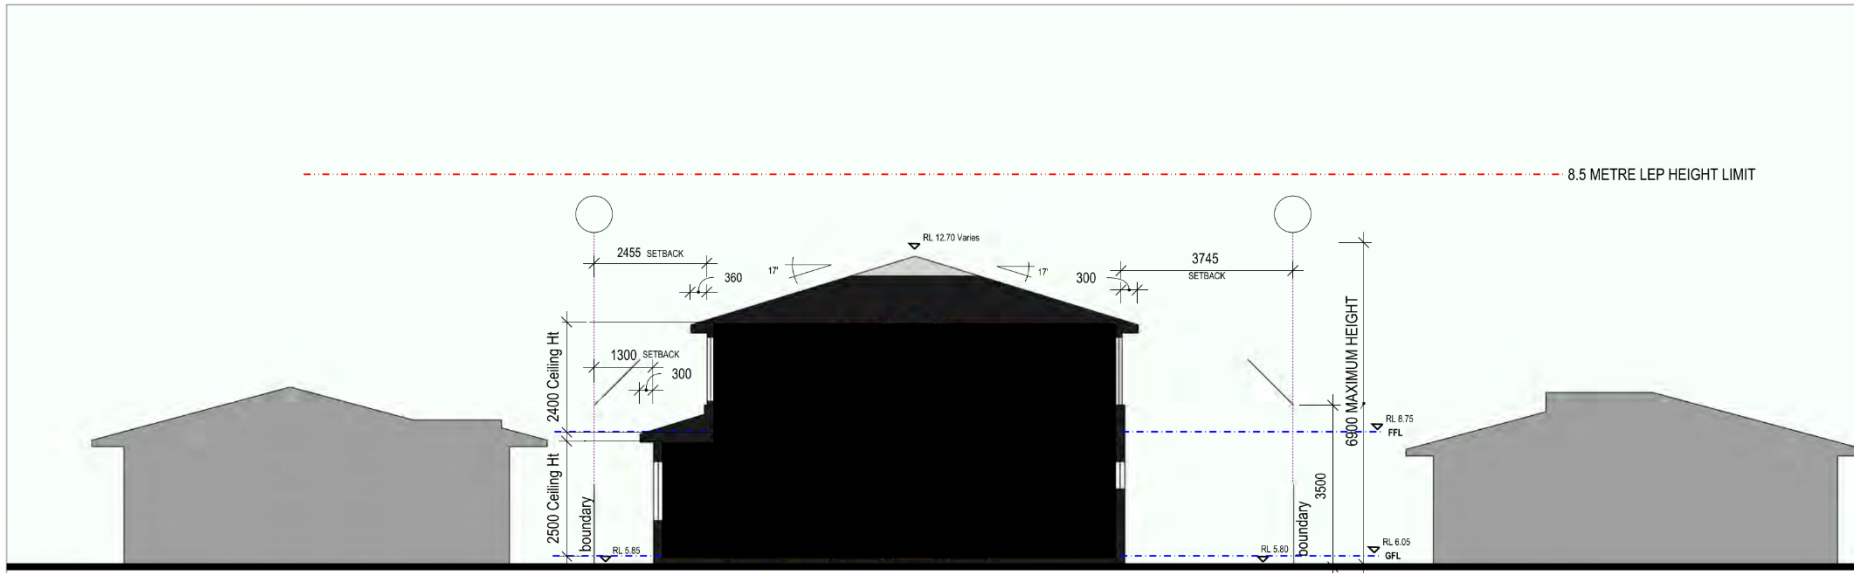 8.5 METRE LEP HEIGHT LIMIT
RL 12.70 Varies
2455 SETBACK
360
17'
17'
300
3745
SETBACK
1300 SETBACK
300
2400 Ceiling Ht
2500 Ceiling Ht
6900 MAXIMUM HEIGHT
3500
RL 8.75
FFL
boundary
boundary
RL 5.85
RL 5.80
RL 6.05
GFL